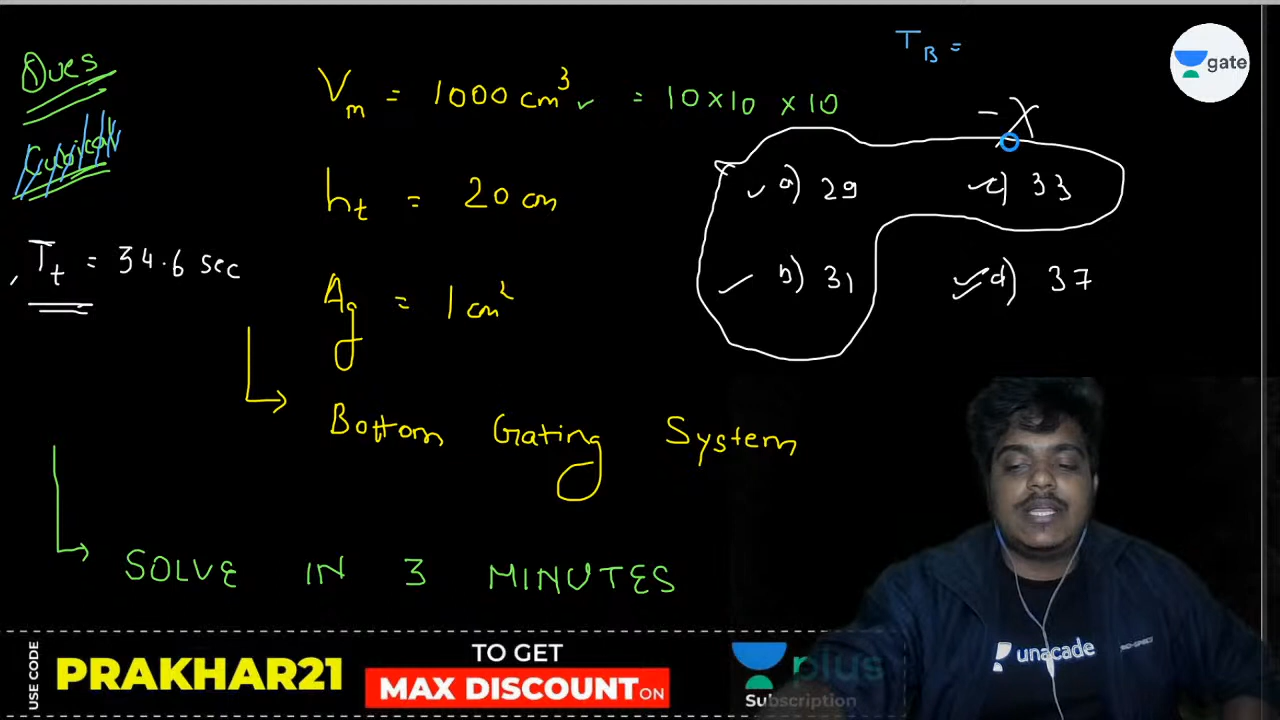 Ques
T_B =
gate
V_m = 1000 cm³ ✓ = 10 × 10 × 10
- X
✓ a) 29
✓ c) 33
h_t = 20 cm
T_t = 34.6 sec
✓ b) 31
✓ d) 37
A_g = 1 cm²
Bottom Gating System
SOLVE IN 3 MINUTES
unacade
USE CODE
PRAKHAR21
TO GET
MAX DISCOUNT ON
plus
Subscription